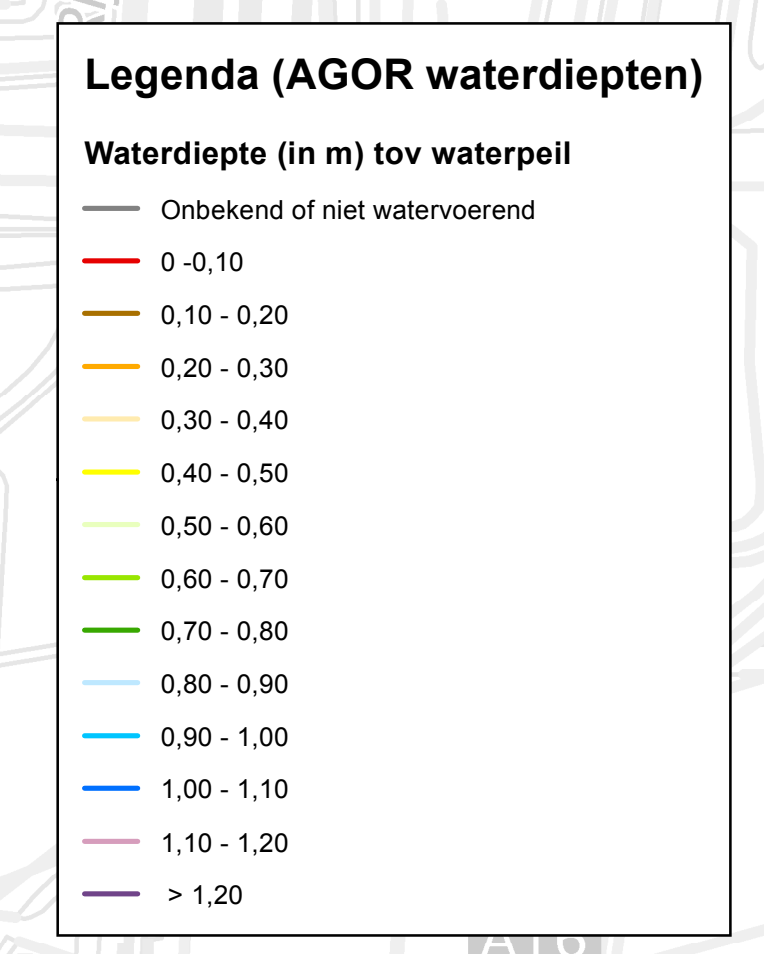 Legenda (AGOR waterdiepten)
Waterdiepte (in m) tov waterpeil
Onbekend of niet watervoerend
0 -0,10
0,10 - 0,20
0,20 - 0,30
0,30 - 0,40
0,40 - 0,50
0,50 - 0,60
0,60 - 0,70
0,70 - 0,80
0,80 - 0,90
0,90 - 1,00
1,00 - 1,10
1,10 - 1,20
> 1,20
A16